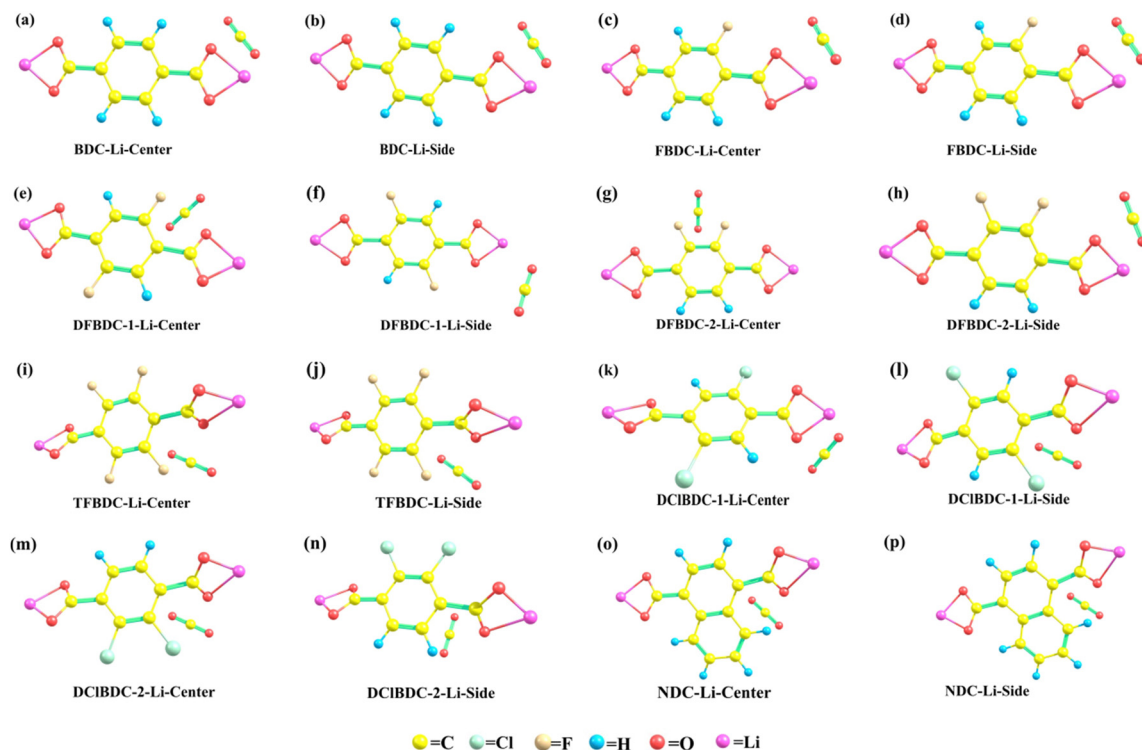 (a) (b) (c) (d)
BDC-Li-Center BDC-Li-Side FBDC-Li-Center FBDC-Li-Side
(e) (f) (g) (h)
DFBDC-1-Li-Center DFBDC-1-Li-Side DFBDC-2-Li-Center DFBDC-2-Li-Side
(i) (j) (k) (l)
TFBDC-Li-Center TFBDC-Li-Side DClBDC-1-Li-Center DClBDC-1-Li-Side
(m) (n) (o) (p)
DClBDC-2-Li-Center DClBDC-2-Li-Side NDC-Li-Center NDC-Li-Side
=C =Cl =F =H =O =Li